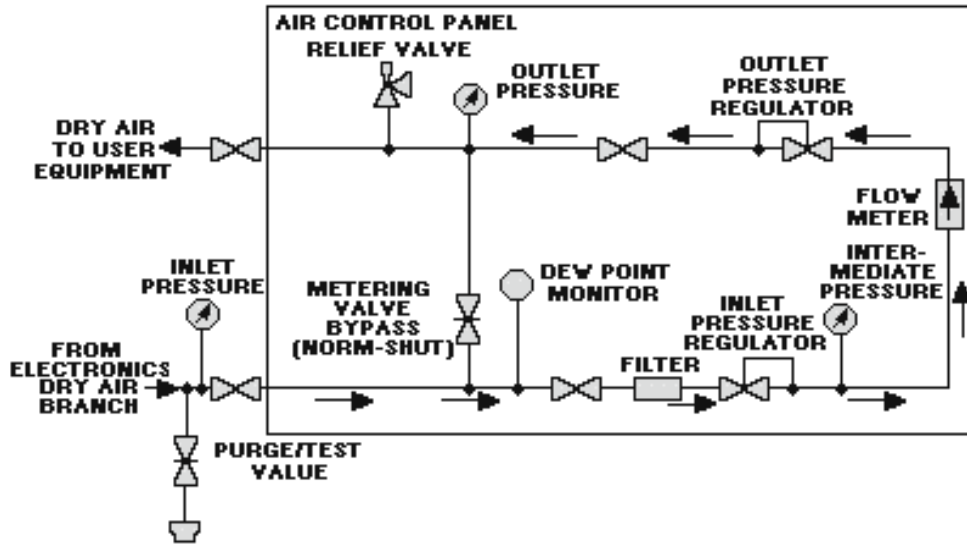 AIR CONTROL PANEL
RELIEF VALVE
OUTLET
PRESSURE
OUTLET
PRESSURE
REGULATOR
DRY AIR
TO USER
EQUIPMENT
FLOW
METER
INLET
PRESSURE
METERING
VALVE
BYPASS
(NORM-SHUT)
DEW POINT
MONITOR
INTER-
MEDIATE
PRESSURE
INLET
PRESSURE
REGULATOR
FROM
ELECTRONICS
DRY AIR
BRANCH
FILTER
PURGE/TEST
VALUE